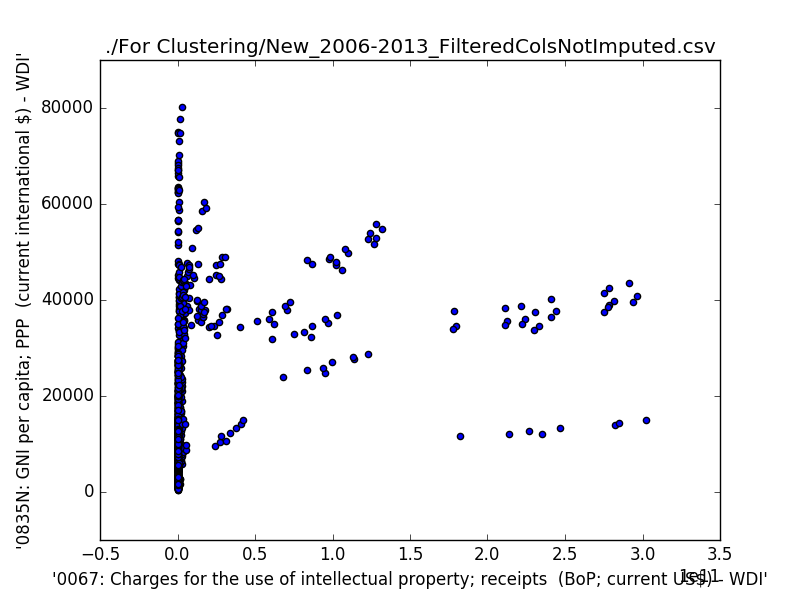 ./For Clustering/New_2006-2013_FilteredColsNotImputed.csv
'0835N: GNI per capita; PPP  (current international $) - WDI'
80000
60000
40000
20000
0
−0.5 0.0 0.5 1.0 1.5 2.0 2.5 3.0 3.5
1e11
'0067: Charges for the use of intellectual property; receipts  (BoP; current US$) - WDI'